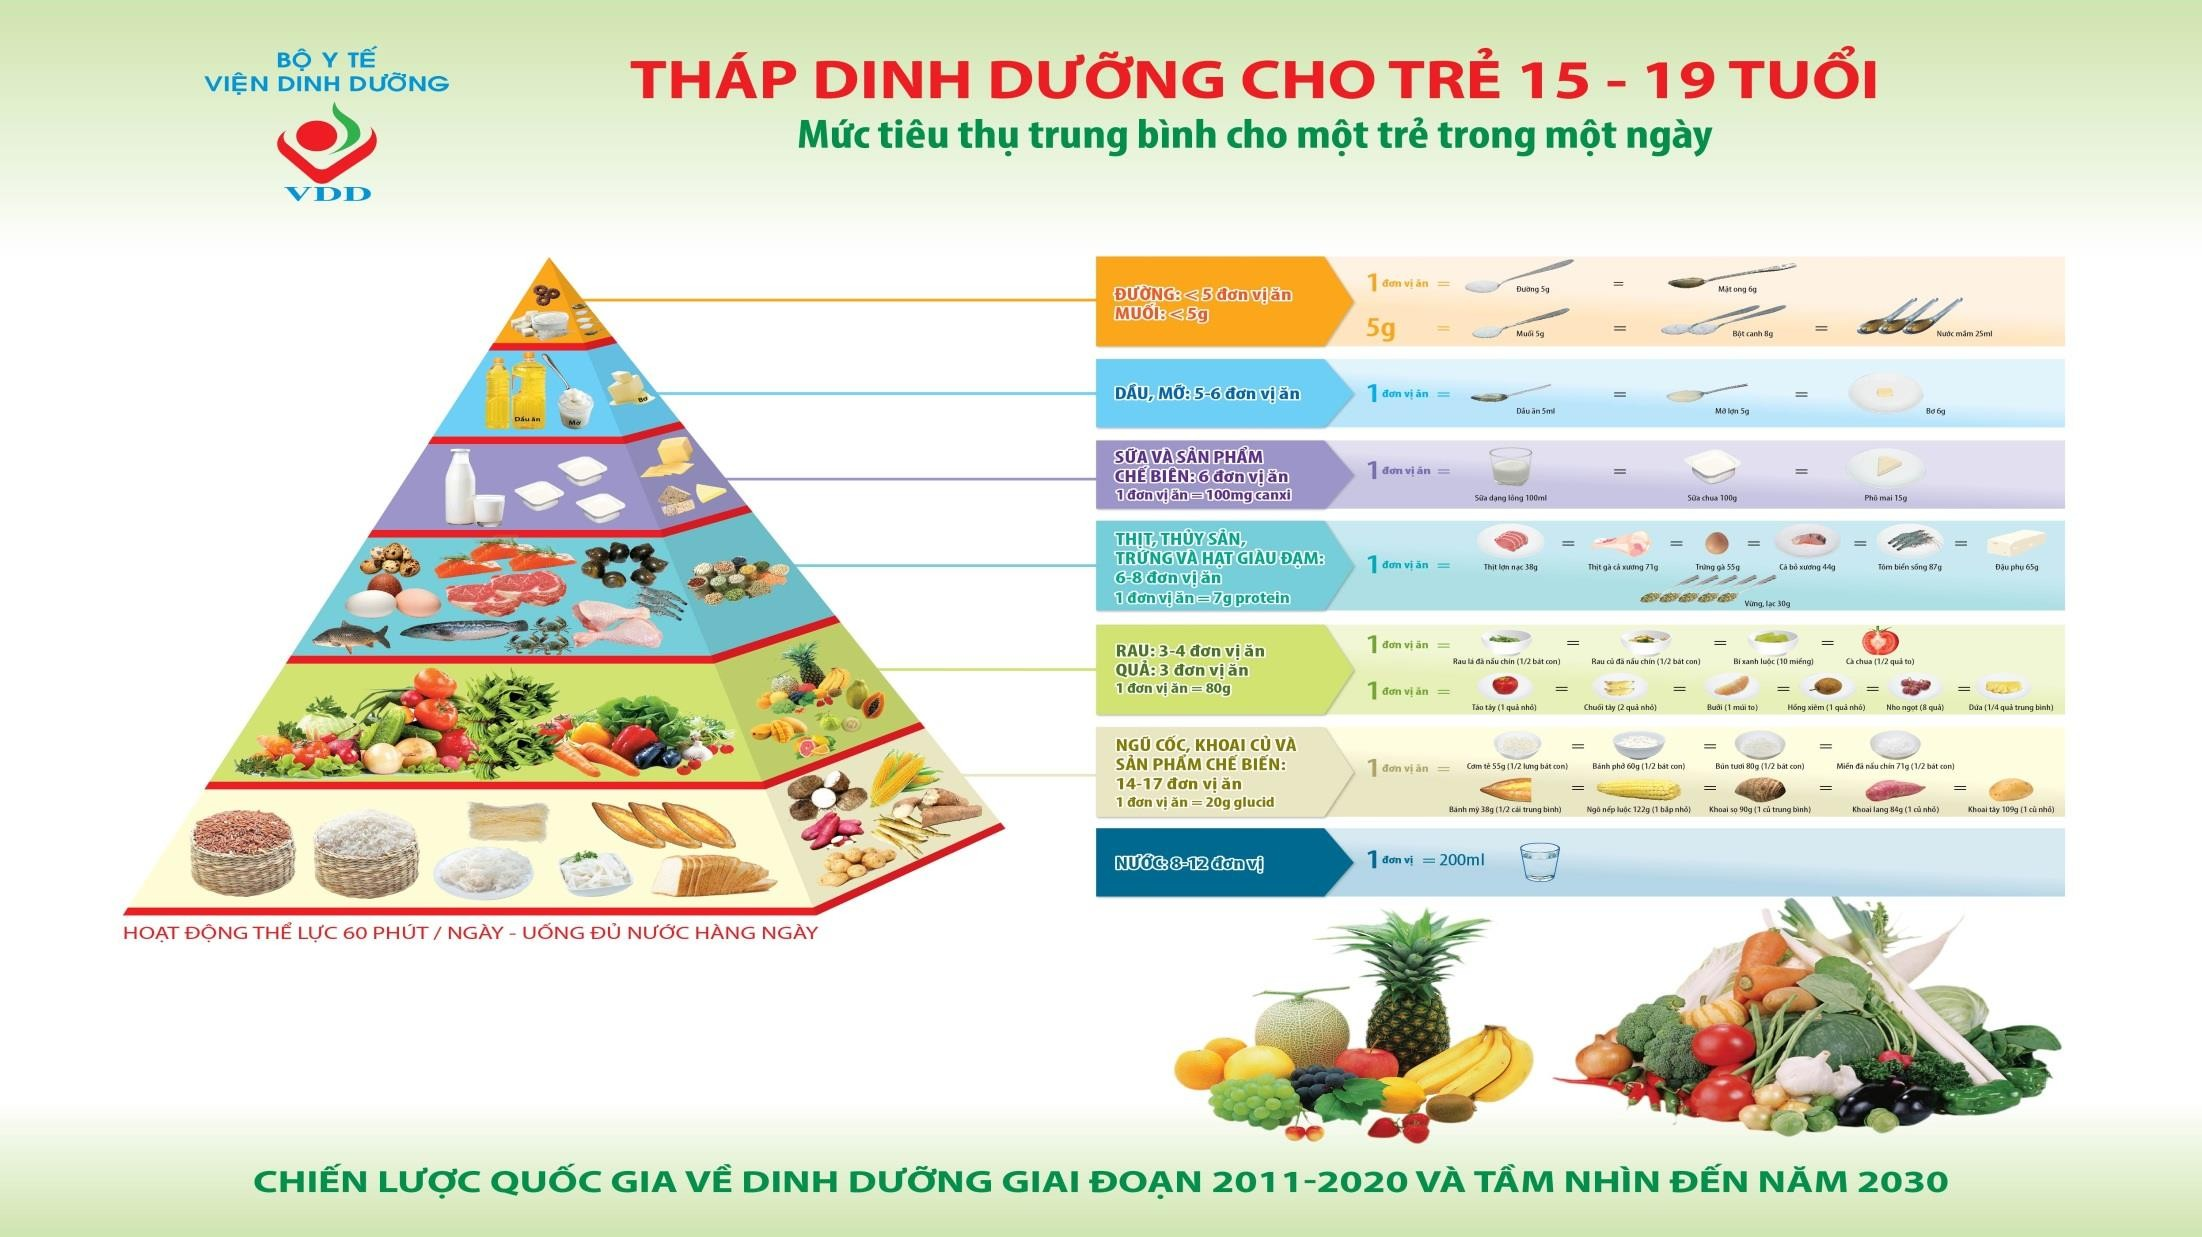 BỘ Y TẾ
VIỆN DINH DƯỠNG
VDD
THÁP DINH DƯỠNG CHO TRẺ 15 - 19 TUỔI
Mức tiêu thụ trung bình cho một trẻ trong một ngày
Dầu ăn
Mỡ
Bơ
HOẠT ĐỘNG THỂ LỰC 60 PHÚT / NGÀY - UỐNG ĐỦ NƯỚC HÀNG NGÀY
ĐƯỜNG: < 5 đơn vị ăn
MUỐI: < 5g
1 đơn vị ăn = Đường 5g = Mật ong 6g
5g = Muối 5g = Bột canh 8g = Nước mắm 25ml
DẦU, MỠ: 5-6 đơn vị ăn
1 đơn vị ăn = Dầu ăn 5ml = Mỡ lợn 5g = Bơ 6g
SỮA VÀ SẢN PHẨM
CHẾ BIẾN: 6 đơn vị ăn
1 đơn vị ăn = 100mg canxi
1 đơn vị ăn = Sữa dạng lỏng 100ml = Sữa chua 100g = Phô mai 15g
THỊT, THỦY SẢN,
TRỨNG VÀ HẠT GIÀU ĐẠM:
6-8 đơn vị ăn
1 đơn vị ăn = 7g protein
1 đơn vị ăn = Thịt lợn nạc 38g = Thịt gà cả xương 71g = Trứng gà 55g = Cá bỏ xương 44g = Tôm biển sống 87g = Đậu phụ 65g
Vừng, lạc 30g
RAU: 3-4 đơn vị ăn
QUẢ: 3 đơn vị ăn
1 đơn vị ăn = 80g
1 đơn vị ăn = Rau lá đã nấu chín (1/2 bát con) = Rau củ đã nấu chín (1/2 bát con) = Bí xanh luộc (10 miếng) = Cà chua (1/2 quả to)
1 đơn vị ăn = Táo tây (1 quả nhỏ) = Chuối tây (2 quả nhỏ) = Bưởi (1 múi to) = Hồng xiêm (1 quả nhỏ) = Nho ngọt (8 quả) = Dứa (1/4 quả trung bình)
NGŨ CỐC, KHOAI CỦ VÀ
SẢN PHẨM CHẾ BIẾN:
14-17 đơn vị ăn
1 đơn vị ăn = 20g glucid
1 đơn vị ăn = Cơm tẻ 55g (1/2 lưng bát con) = Bánh phở 60g (1/2 bát con) = Bún tươi 80g (1/2 bát con) = Miến đã nấu chín 71g (1/2 bát con)
Bánh mỳ 38g (1/2 cái trung bình) = Ngô nếp luộc 122g (1 bắp nhỏ) = Khoai sọ 90g (1 củ trung bình) = Khoai lang 84g (1 củ nhỏ) = Khoai tây 109g (1 củ nhỏ)
NƯỚC: 8-12 đơn vị
1 đơn vị = 200ml
CHIẾN LƯỢC QUỐC GIA VỀ DINH DƯỠNG GIAI ĐOẠN 2011-2020 VÀ TẦM NHÌN ĐẾN NĂM 2030